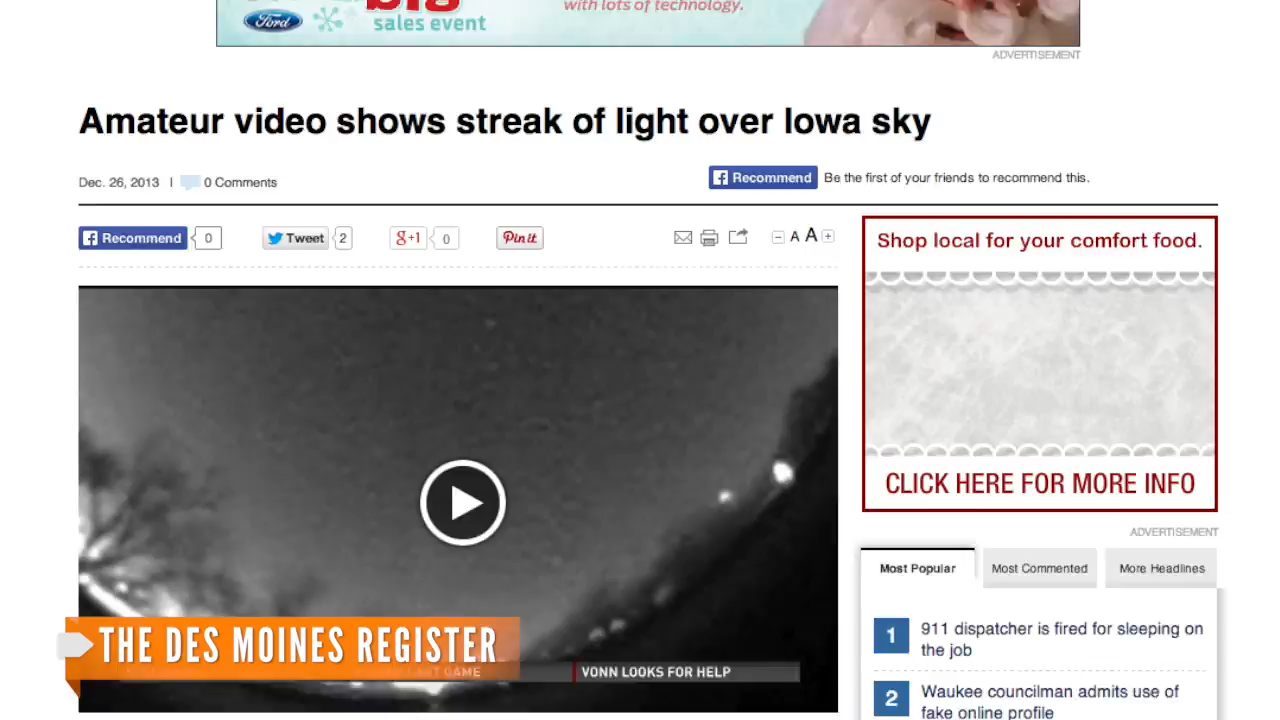 big
with lots of technology.
Ford
sales event
ADVERTISEMENT
Amateur video shows streak of light over Iowa sky
Dec. 26, 2013 | 0 Comments
Recommend Be the first of your friends to recommend this.
Recommend 0 Tweet 2 g+1 0 Pin it
A A
Shop local for your comfort food.
CLICK HERE FOR MORE INFO
ADVERTISEMENT
Most Popular Most Commented More Headlines
1 911 dispatcher is fired for sleeping on
the job
2 Waukee councilman admits use of
fake online profile
THE DES MOINES REGISTER
GAME
VONN LOOKS FOR HELP